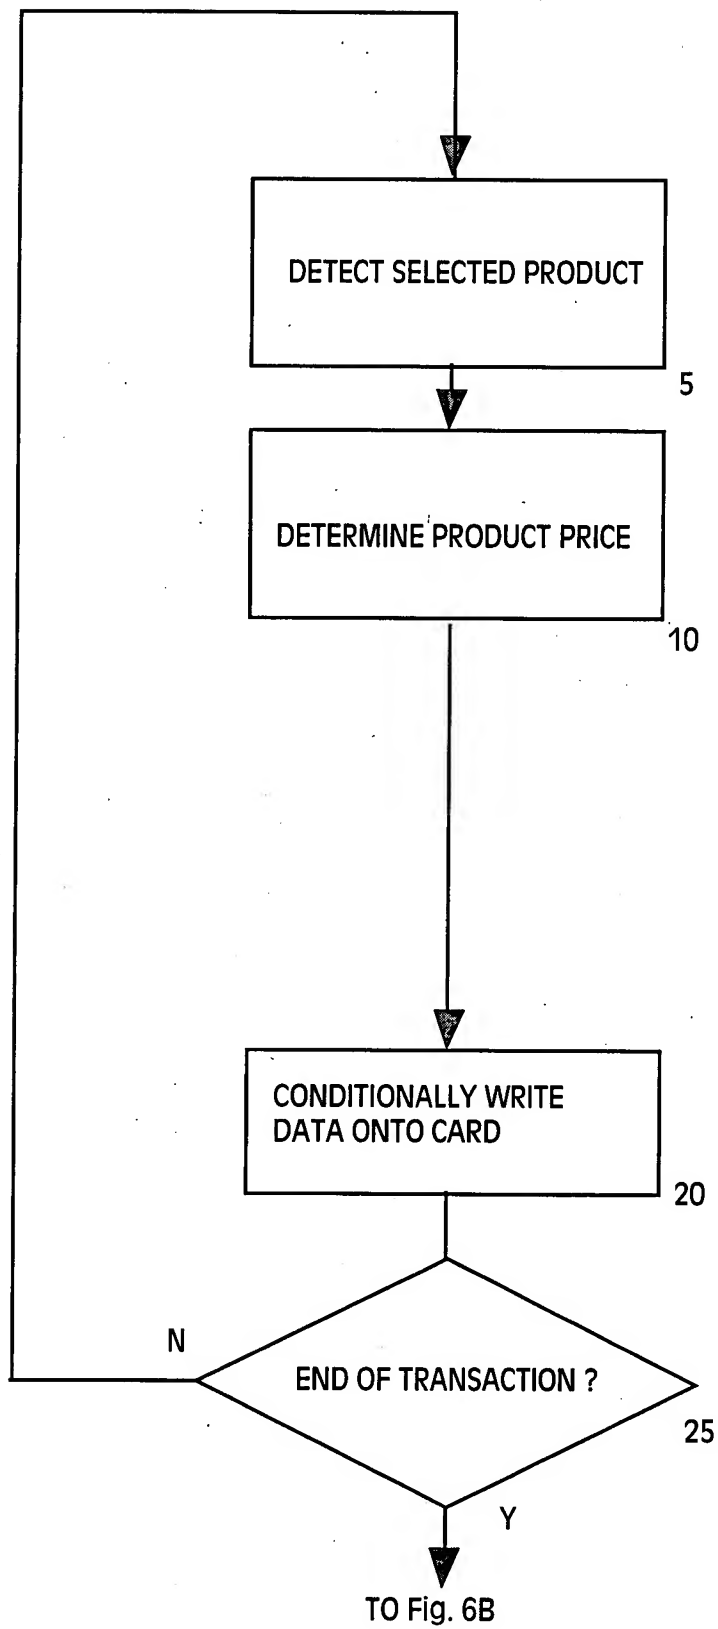 DETECT SELECTED PRODUCT
5
DETERMINE PRODUCT PRICE
10
CONDITIONALLY WRITE
DATA ONTO CARD
20
N
END OF TRANSACTION ?
25
Y
TO Fig. 6B